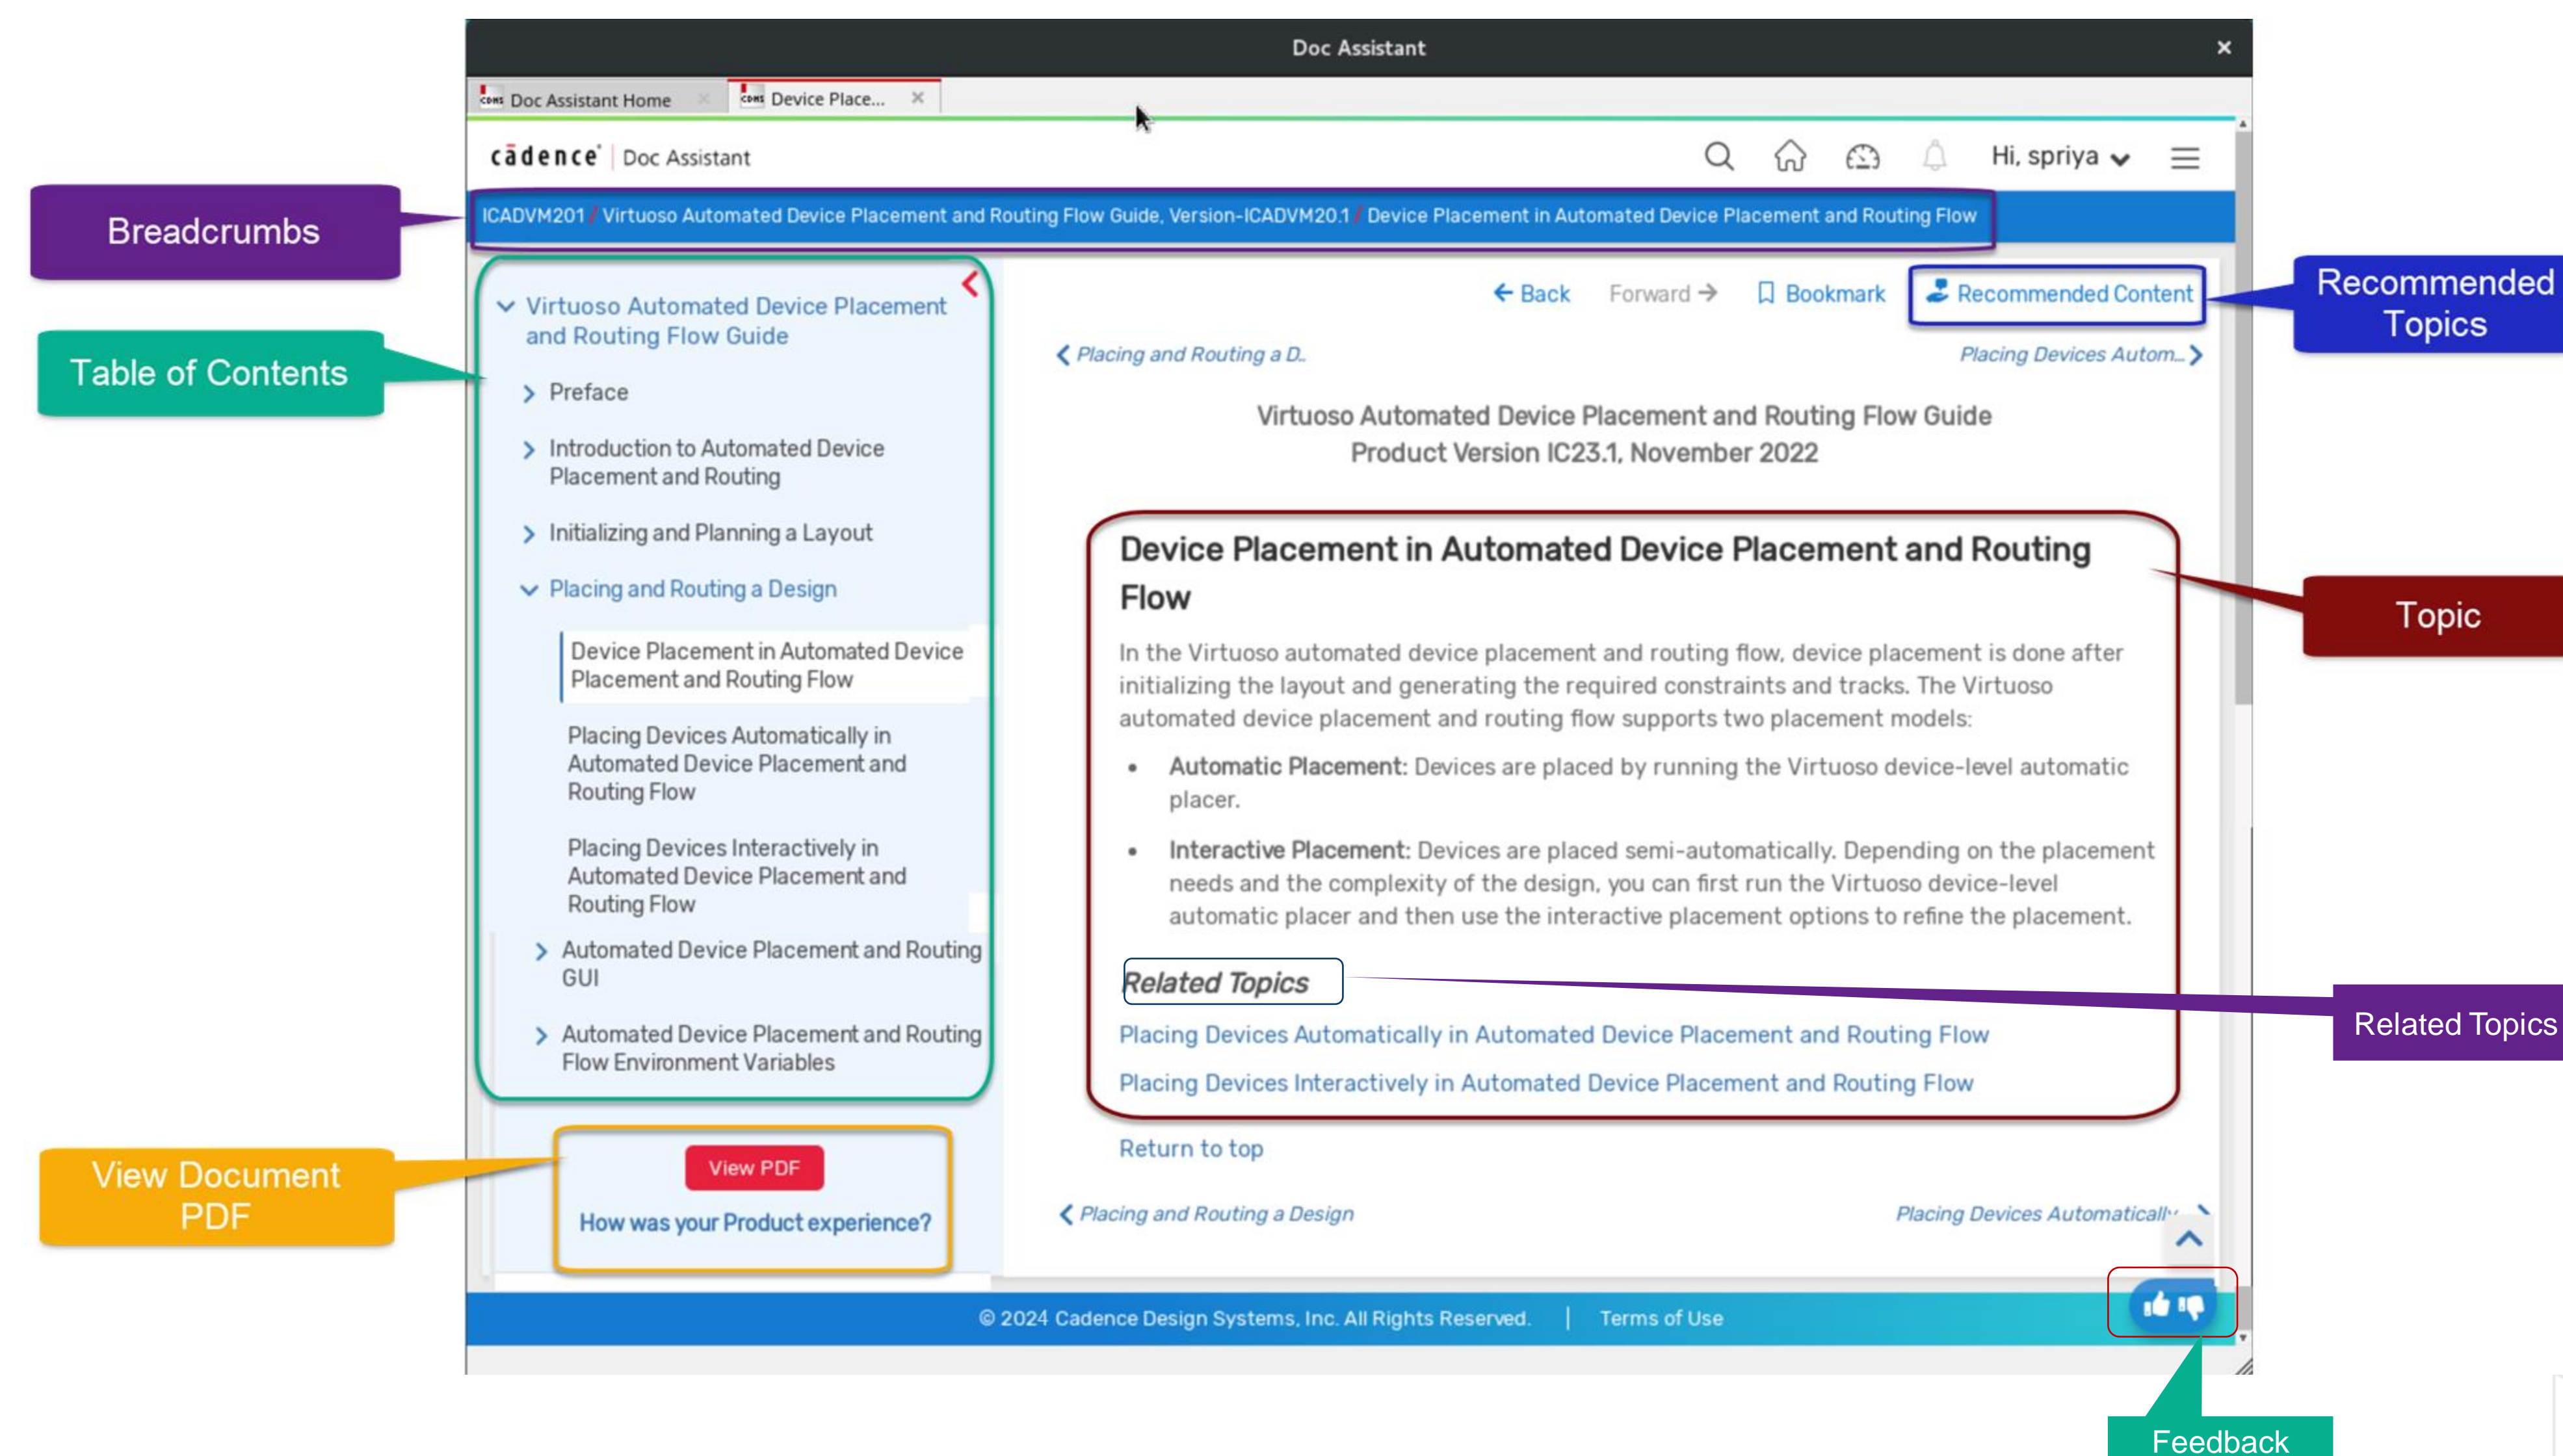 Doc Assistant
CDMS Doc Assistant Home
CDMS Device Place...
cādence | Doc Assistant
Hi, spriya
Breadcrumbs
ICADVM201 / Virtuoso Automated Device Placement and Routing Flow Guide, Version-ICADVM20.1 / Device Placement in Automated Device Placement and Routing Flow
Table of Contents
Virtuoso Automated Device Placement
and Routing Flow Guide
Preface
Introduction to Automated Device
Placement and Routing
Initializing and Planning a Layout
Placing and Routing a Design
Device Placement in Automated Device
Placement and Routing Flow
Placing Devices Automatically in
Automated Device Placement and
Routing Flow
Placing Devices Interactively in
Automated Device Placement and
Routing Flow
Automated Device Placement and Routing
GUI
Automated Device Placement and Routing
Flow Environment Variables
View Document
PDF
View PDF
How was your Product experience?
Back Forward Bookmark Recommended Content
Recommended
Topics
Placing and Routing a D..
Placing Devices Autom...
Virtuoso Automated Device Placement and Routing Flow Guide
Product Version IC23.1, November 2022
Device Placement in Automated Device Placement and Routing
Flow
Topic
In the Virtuoso automated device placement and routing flow, device placement is done after
initializing the layout and generating the required constraints and tracks. The Virtuoso
automated device placement and routing flow supports two placement models:
• Automatic Placement: Devices are placed by running the Virtuoso device-level automatic
placer.
• Interactive Placement: Devices are placed semi-automatically. Depending on the placement
needs and the complexity of the design, you can first run the Virtuoso device-level
automatic placer and then use the interactive placement options to refine the placement.
Related Topics
Related Topics
Placing Devices Automatically in Automated Device Placement and Routing Flow
Placing Devices Interactively in Automated Device Placement and Routing Flow
Return to top
Placing and Routing a Design
Placing Devices Automatically
© 2024 Cadence Design Systems, Inc. All Rights Reserved. | Terms of Use
Feedback